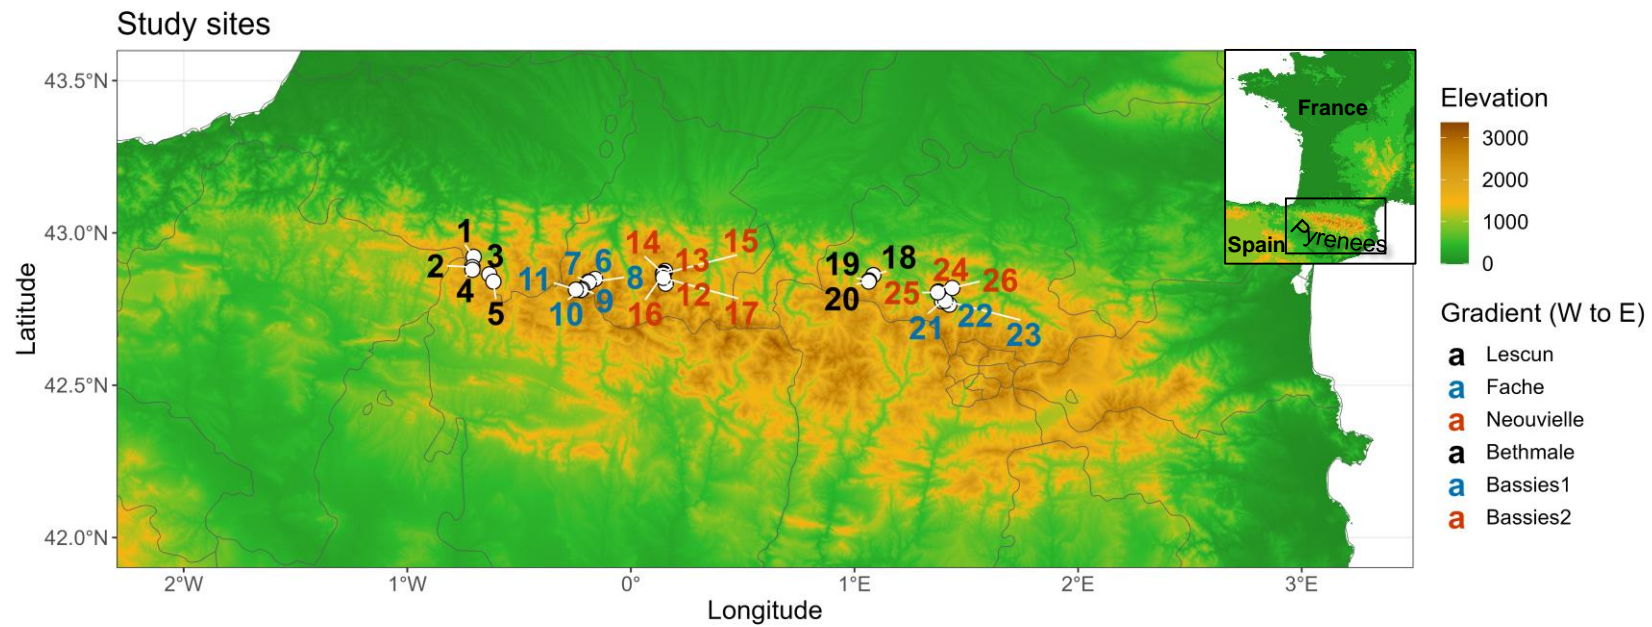 Study sites
43.5°N
43.0°N
42.5°N
42.0°N
Latitude
2°W
1°W
0°
1°E
2°E
3°E
Longitude
1
2
3
4
5
11
7
6
8
10
9
14
15
13
12
16
17
19
18
20
24
26
25
21
22
23
France
Spain
Pyrenees
Elevation
3000
2000
1000
0
Gradient (W to E)
a Lescun
a Fache
a Neouvielle
a Bethmale
a Bassies1
a Bassies2